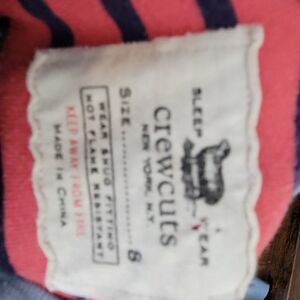 SLEEP WEAR
crewcuts
NEW YORK, N.Y.
SIZE.............8
WEAR SNUG FITTING
NOT FLAME RESISTANT
KEEP AWAY FROM FIRE
MADE IN CHINA